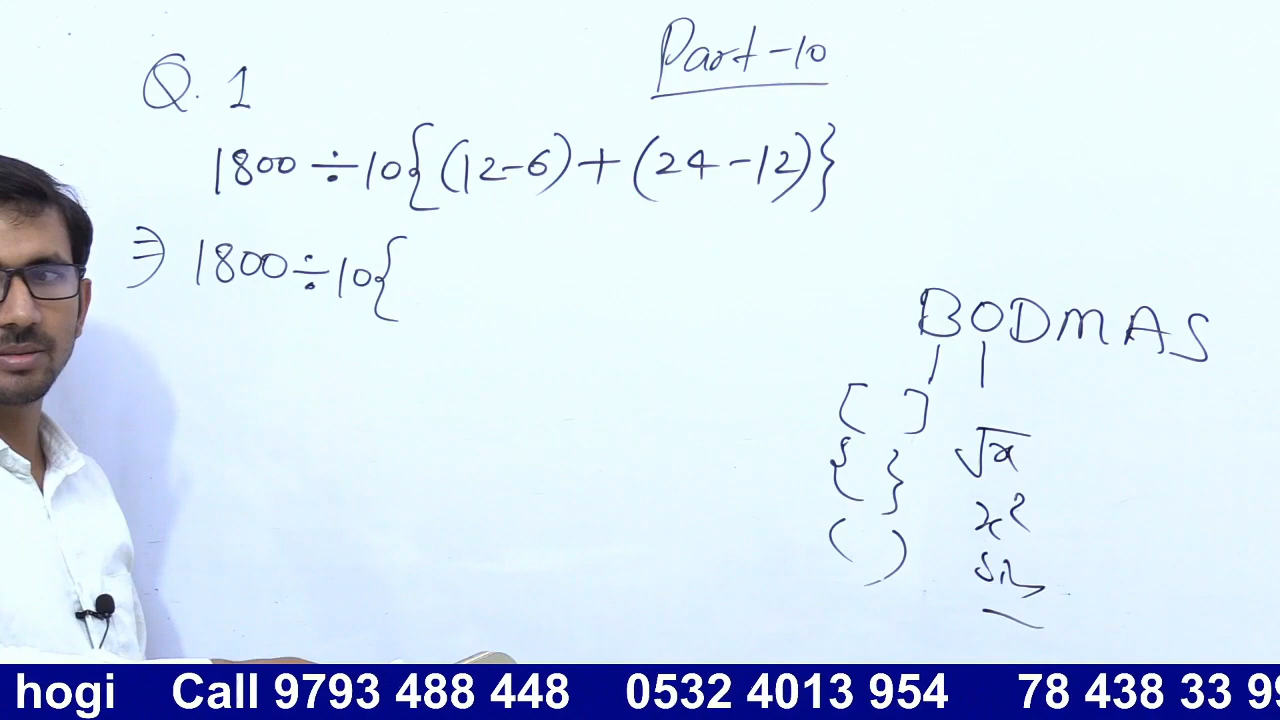 Part-10
Q. 1
1800 ÷ 10{(12-6)+(24-12)}
⇒ 1800÷10{
BODMAS
[ ]
{ } √x
( ) x²
hogi Call 9793 488 448 0532 4013 954 78 438 33 99